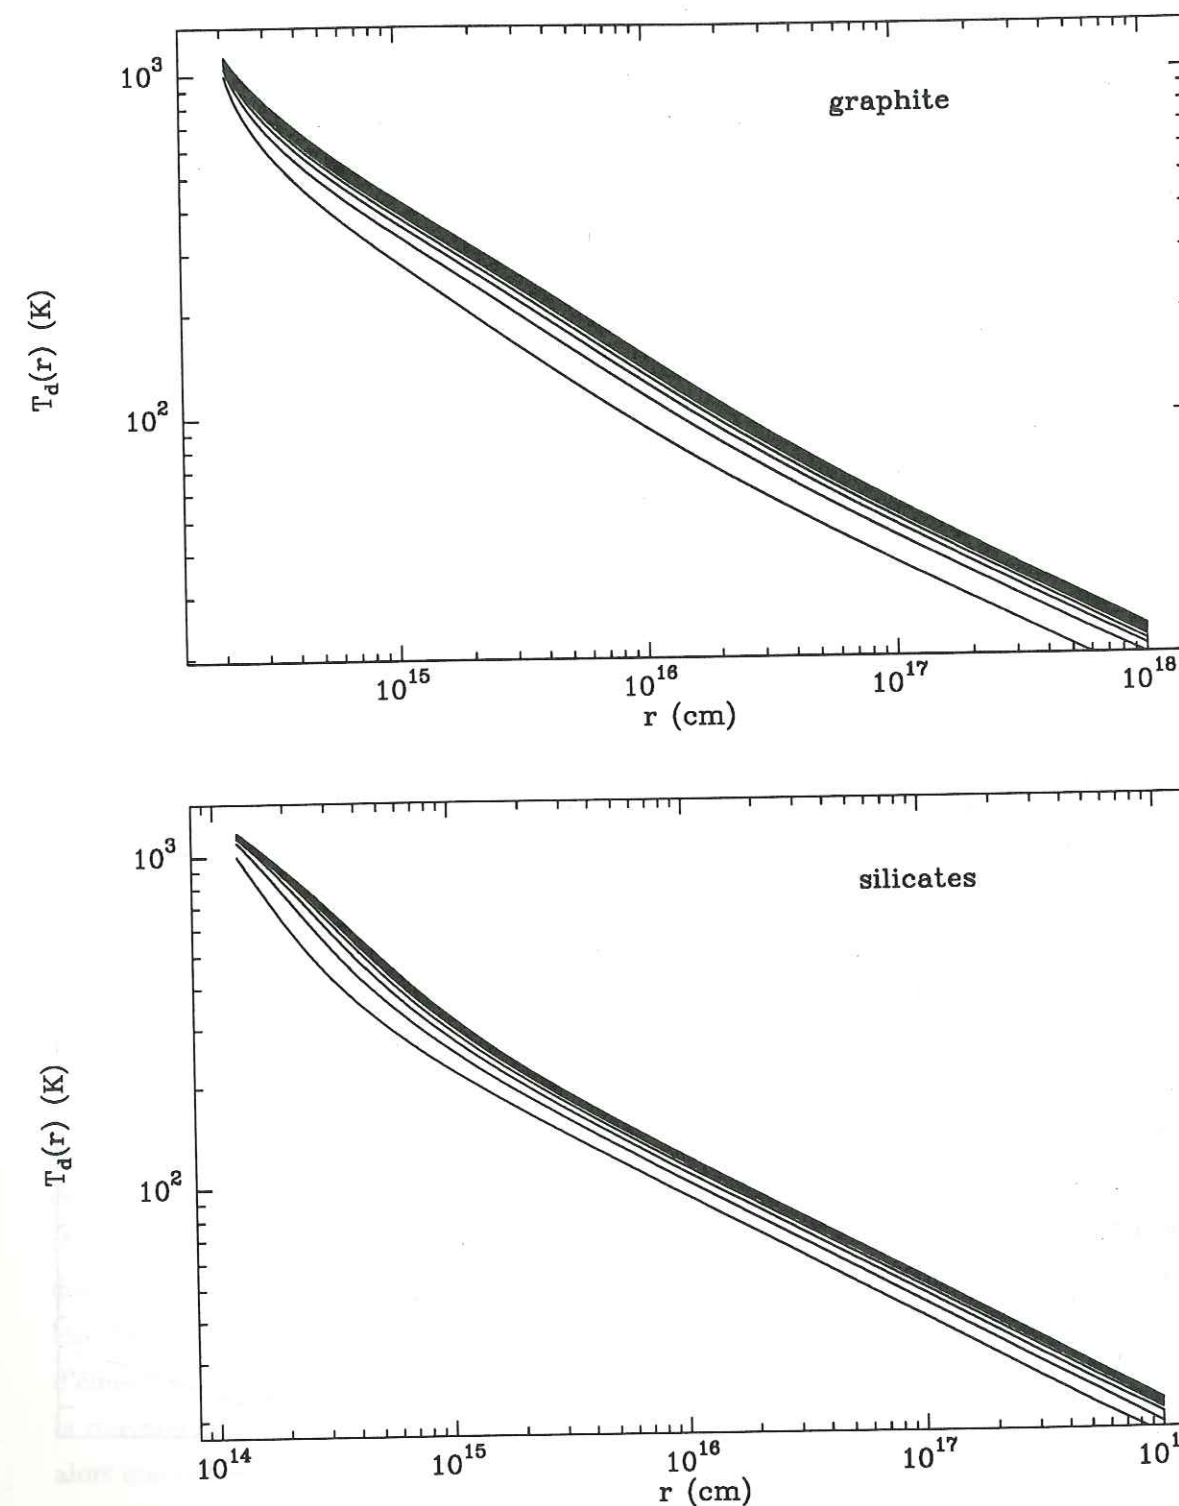 10³
graphite
T_d(r) (K)
10²
10¹⁵ 10¹⁶ 10¹⁷ 10¹⁸
r (cm)
10³
silicates
T_d(r) (K)
10²
10¹⁴ 10¹⁵ 10¹⁶ 10¹⁷
r (cm)